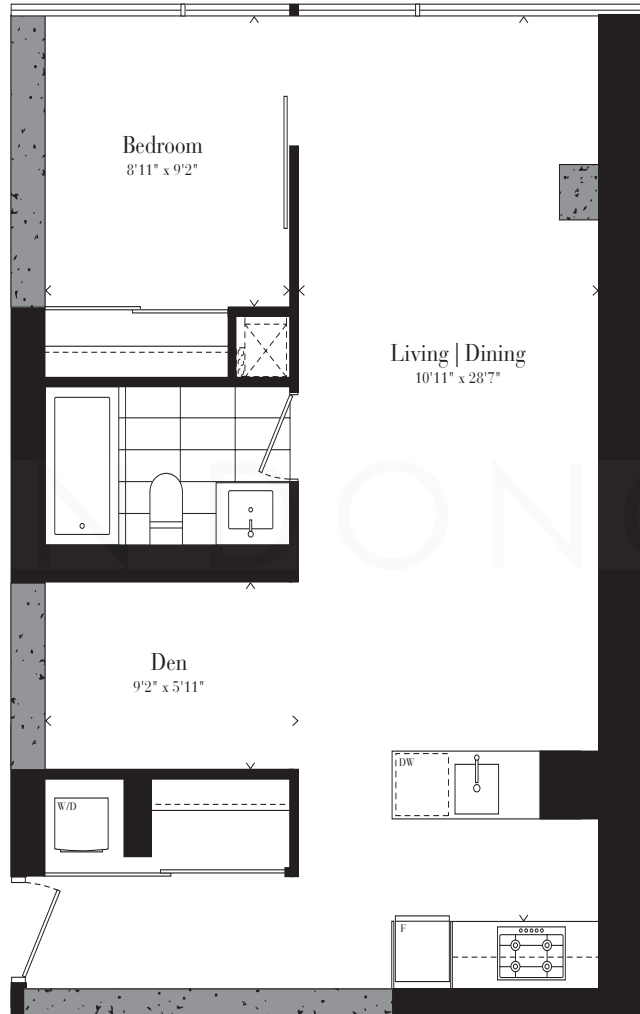 Bedroom
8'11" x 9'2"
Living | Dining
10'11" x 28'7"
Den
9'2" x 5'11"
DW
W/D
F